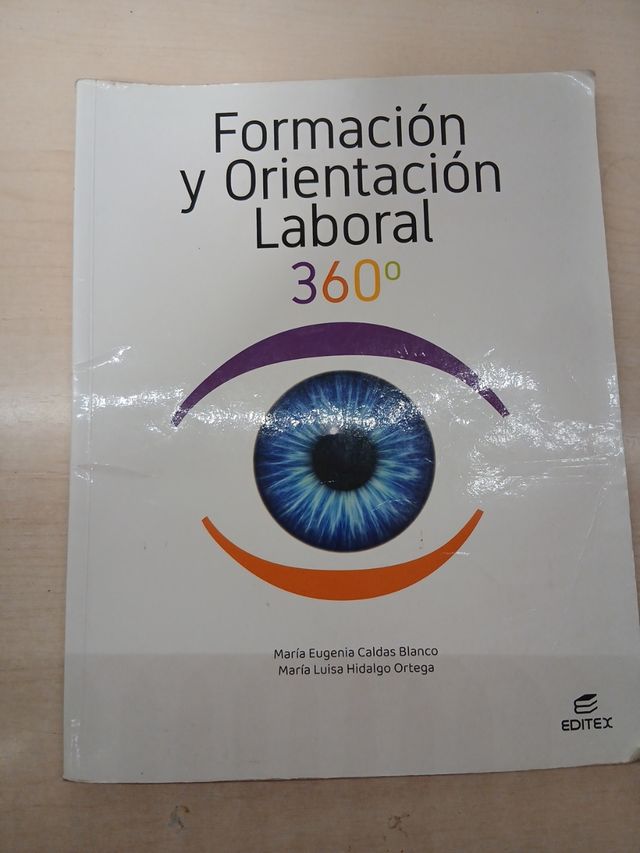 Formación
y Orientación
Laboral
360º
María Eugenia Caldas Blanco
María Luisa Hidalgo Ortega
EDITEX